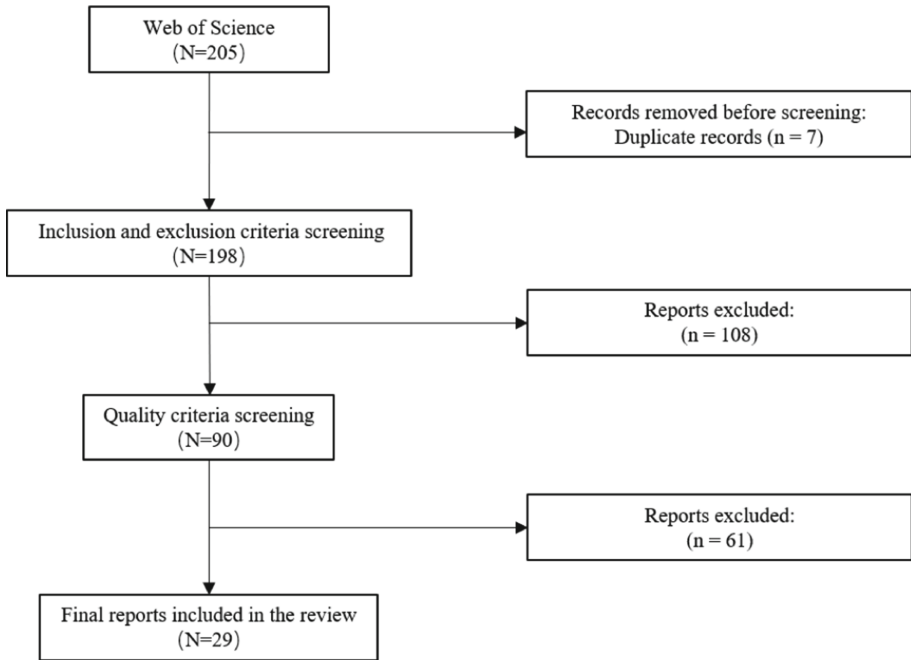 Web of Science
(N=205)
Records removed before screening:
Duplicate records (n = 7)
Inclusion and exclusion criteria screening
(N=198)
Reports excluded:
(n = 108)
Quality criteria screening
(N=90)
Reports excluded:
(n = 61)
Final reports included in the review
(N=29)